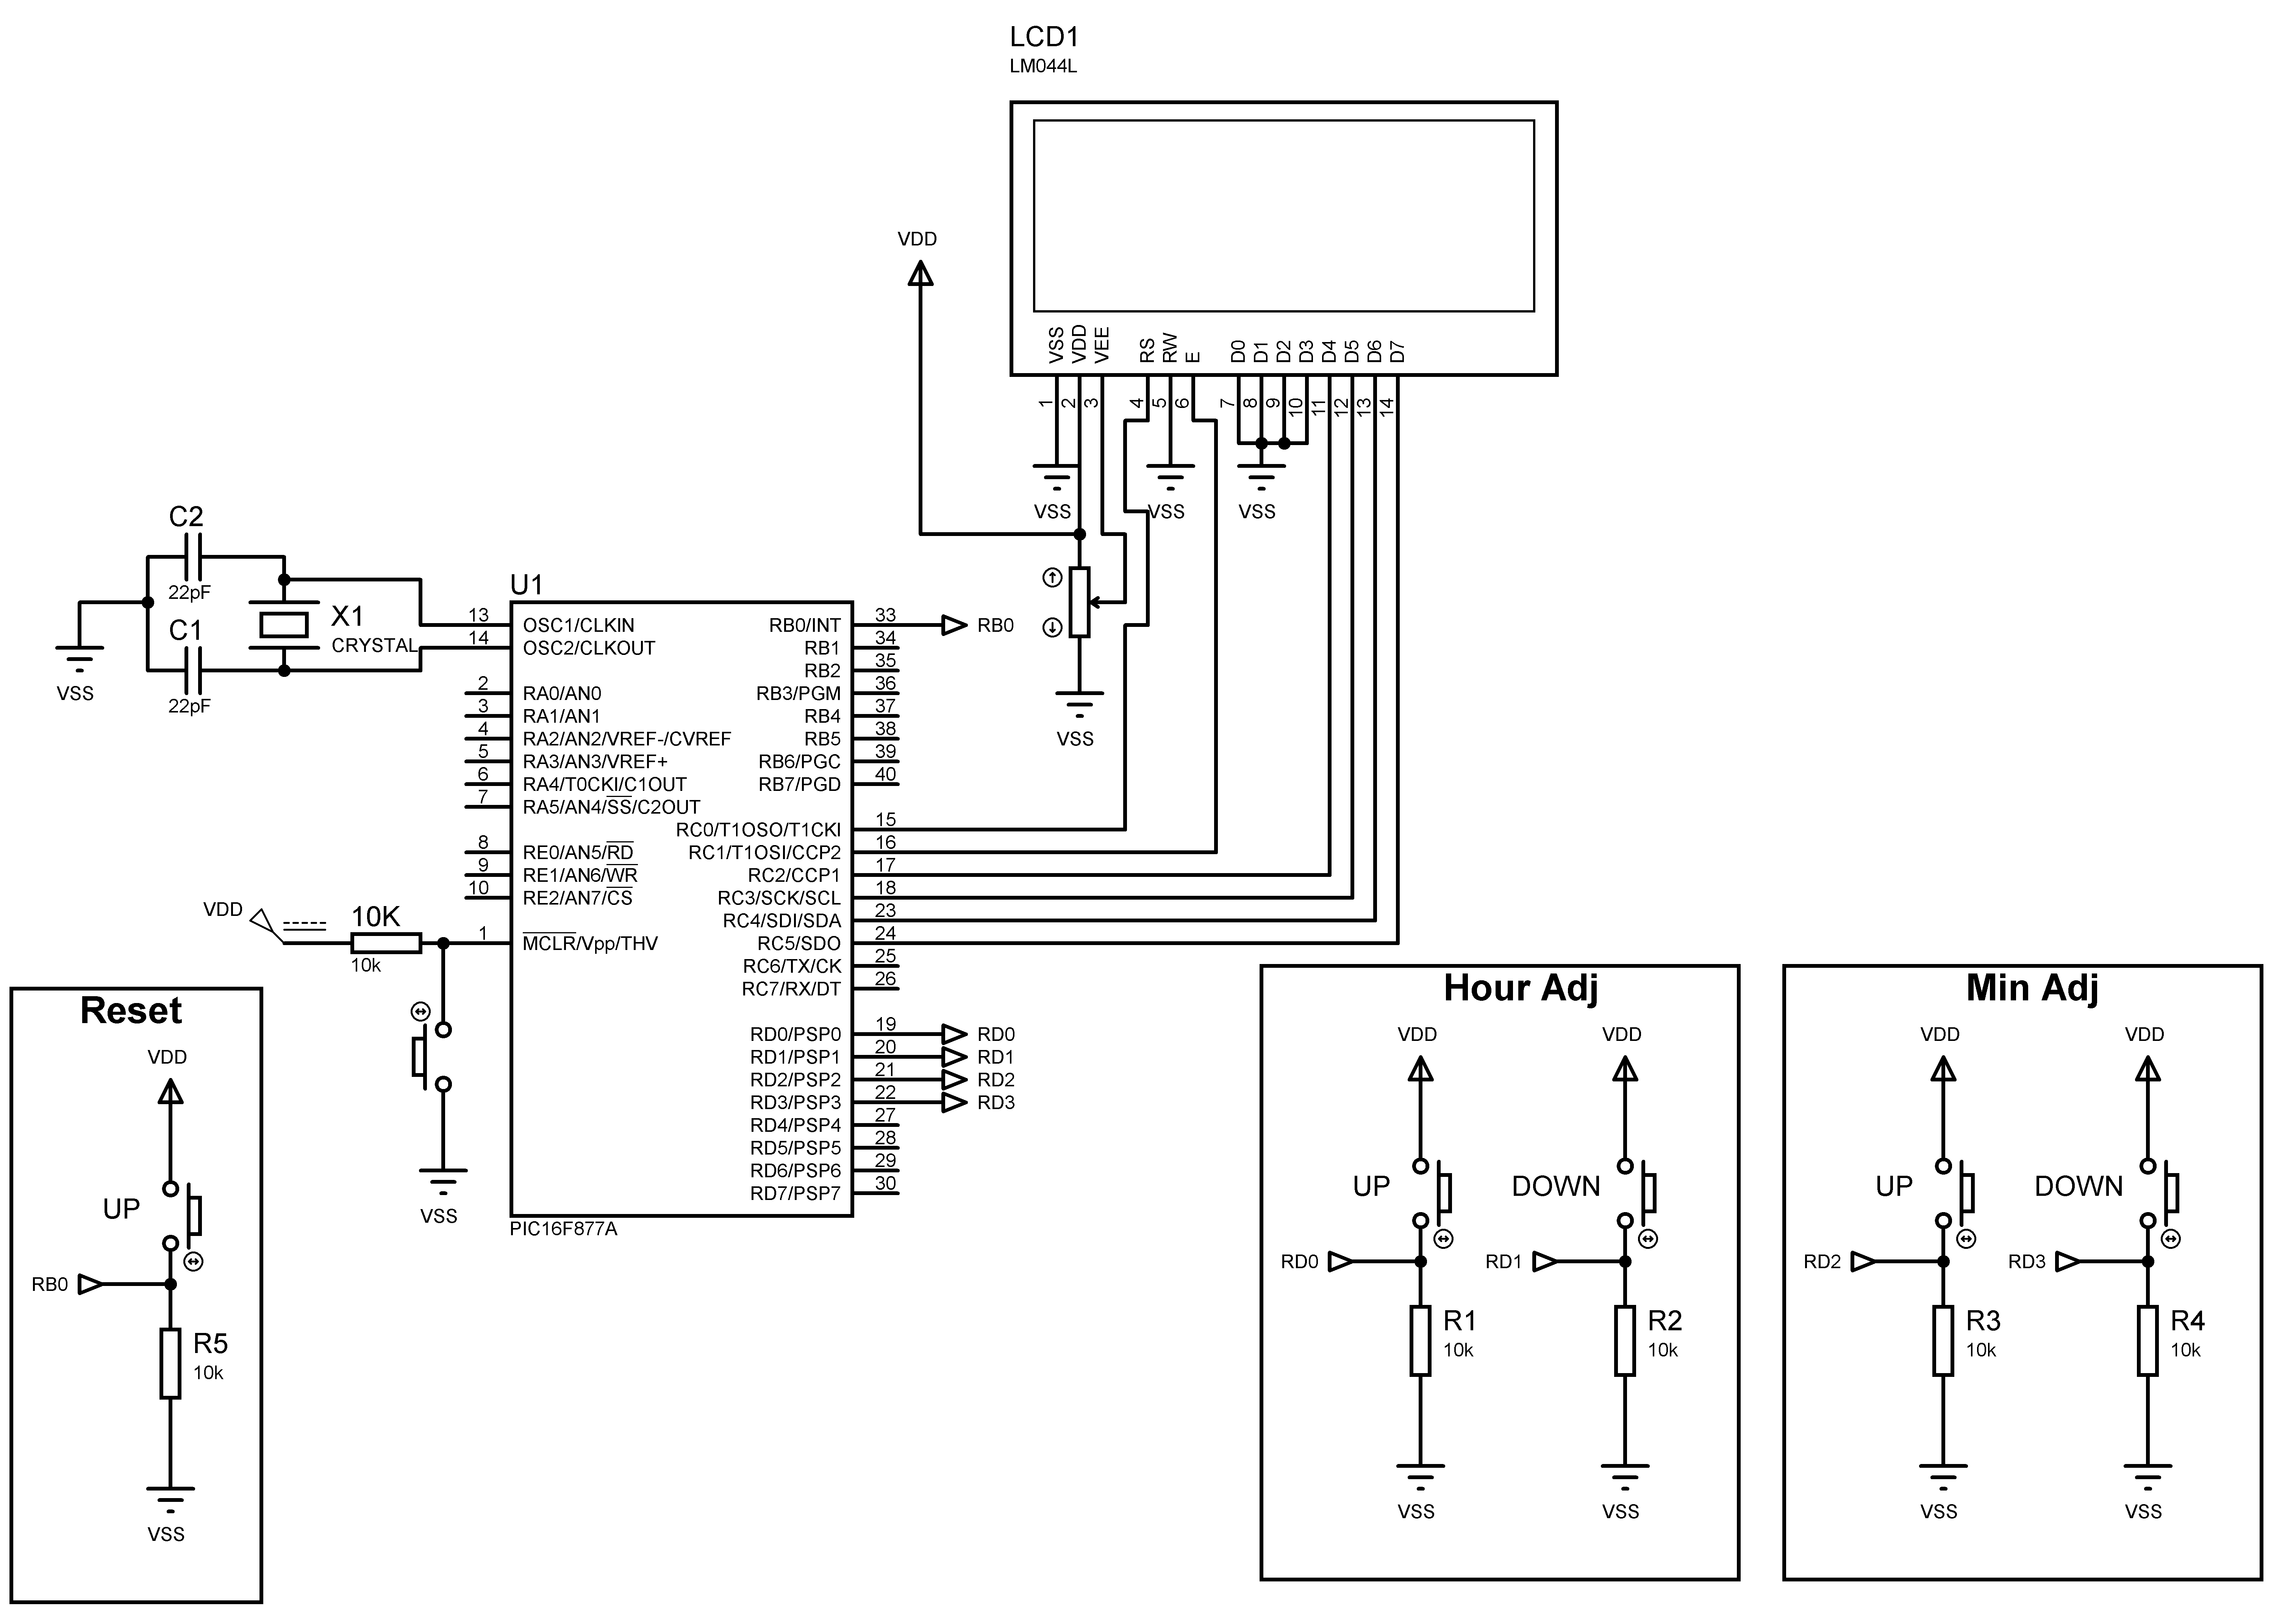 LCD1
LM044L
VSS
VDD
VEE
RS
RW
E
D0
D1
D2
D3
D4
D5
D6
D7
1
2
3
4
5
6
7
8
9
10
11
12
13
14
VDD
VSS
VSS
VSS
VSS
C2
22pF
C1
22pF
VSS
X1
CRYSTAL
U1
13 OSC1/CLKIN
14 OSC2/CLKOUT
2 RA0/AN0
3 RA1/AN1
4 RA2/AN2/VREF-/CVREF
5 RA3/AN3/VREF+
6 RA4/T0CKI/C1OUT
7 RA5/AN4/SS/C2OUT
8 RE0/AN5/RD
9 RE1/AN6/WR
10 RE2/AN7/CS
1 MCLR/Vpp/THV
RB0/INT 33 RB0
RB1 34
RB2 35
RB3/PGM 36
RB4 37
RB5 38
RB6/PGC 39
RB7/PGD 40
RC0/T1OSO/T1CKI 15
RC1/T1OSI/CCP2 16
RC2/CCP1 17
RC3/SCK/SCL 18
RC4/SDI/SDA 23
RC5/SDO 24
RC6/TX/CK 25
RC7/RX/DT 26
RD0/PSP0 19 RD0
RD1/PSP1 20 RD1
RD2/PSP2 21 RD2
RD3/PSP3 22 RD3
RD4/PSP4 27
RD5/PSP5 28
RD6/PSP6 29
RD7/PSP7 30
PIC16F877A
VDD
10K
10k
VSS
Reset
VDD
UP
RB0
R5
10k
VSS
Hour Adj
VDD VDD
UP DOWN
RD0 RD1
R1 R2
10k 10k
VSS VSS
Min Adj
VDD VDD
UP DOWN
RD2 RD3
R3 R4
10k 10k
VSS VSS